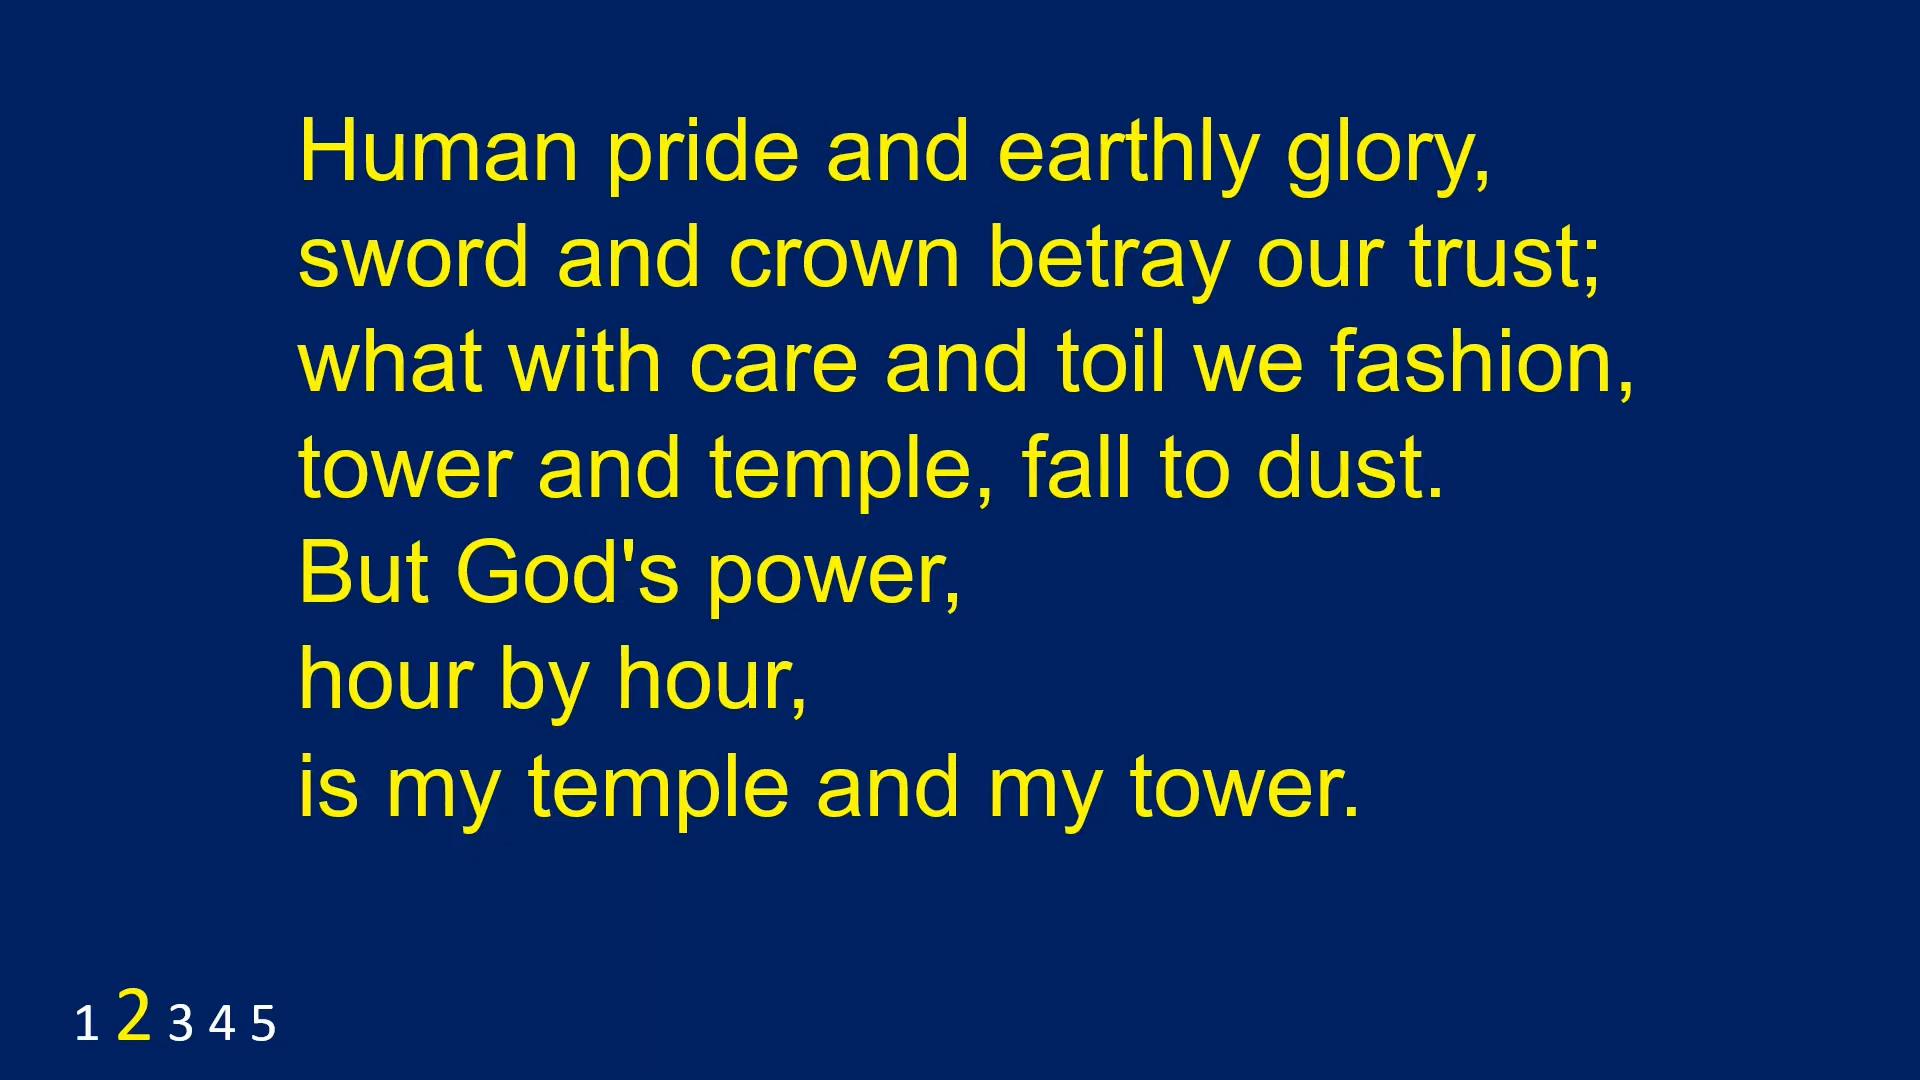 Human pride and earthly glory,
sword and crown betray our trust;
what with care and toil we fashion,
tower and temple, fall to dust.
But God's power,
hour by hour,
is my temple and my tower.
1 2 3 4 5